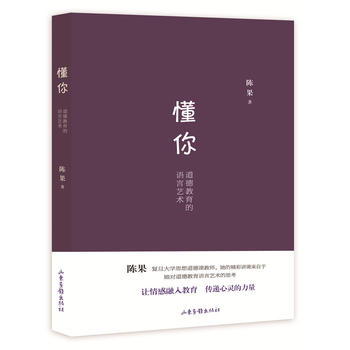 懂你
道德教育的
语言艺术
陈果
著
山东画报出版社
陈果 著
懂你
道德教育的
语言艺术
陈果 复旦大学思想道德课教师，她的精彩讲课来自于
她对道德教育语言艺术的思考
让情感融入教育 传递心灵的力量
山东画报出版社